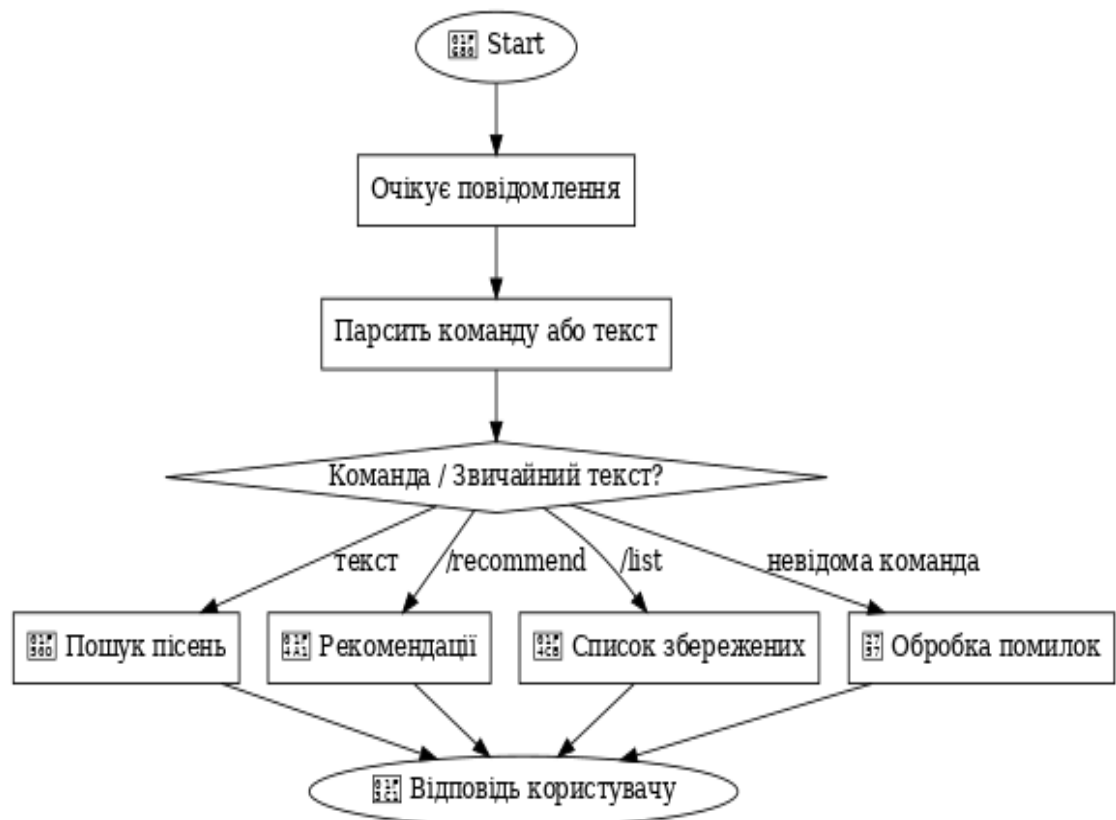 Start
Очікує повідомлення
Парсить команду або текст
Команда / Звичайний текст?
текст
/recommend
/list
невідома команда
Пошук пісень
Рекомендації
Список збережених
Обробка помилок
Відповідь користувачу